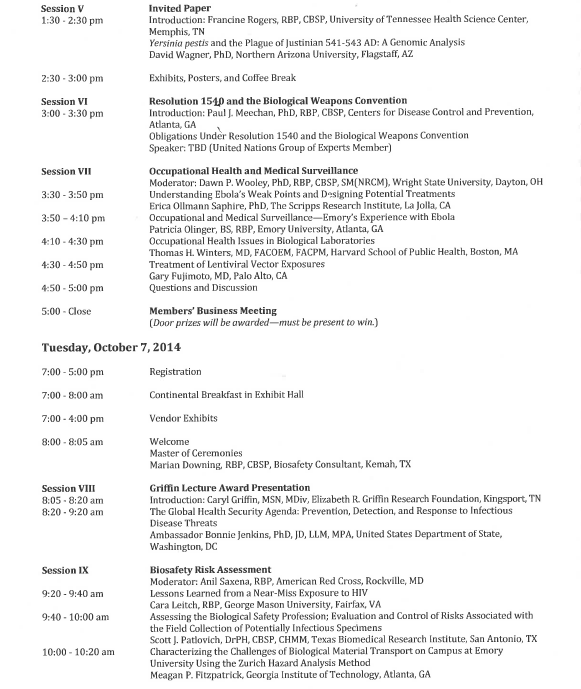 Session V Invited Paper
1:30 - 2:30 pm Introduction: Francine Rogers, RBP, CBSP, University of Tennessee Health Science Center,
Memphis, TN
Yersinia pestis and the Plague of Justinian 541-543 AD: A Genomic Analysis
David Wagner, PhD, Northern Arizona University, Flagstaff, AZ
2:30 - 3:00 pm Exhibits, Posters, and Coffee Break
Session VI Resolution 1540 and the Biological Weapons Convention
3:00 - 3:30 pm Introduction: Paul J. Meechan, PhD, RBP, CBSP, Centers for Disease Control and Prevention,
Atlanta, GA
Obligations Under Resolution 1540 and the Biological Weapons Convention
Speaker: TBD (United Nations Group of Experts Member)
Session VII Occupational Health and Medical Surveillance
Moderator: Dawn P. Wooley, PhD, RBP, CBSP, SM(NRCM), Wright State University, Dayton, OH
3:30 - 3:50 pm Understanding Ebola's Weak Points and Designing Potential Treatments
Erica Ollmann Saphire, PhD, The Scripps Research Institute, La Jolla, CA
3:50 – 4:10 pm Occupational and Medical Surveillance—Emory's Experience with Ebola
Patricia Olinger, BS, RBP, Emory University, Atlanta, GA
4:10 - 4:30 pm Occupational Health Issues in Biological Laboratories
Thomas H. Winters, MD, FACOEM, FACPM, Harvard School of Public Health, Boston, MA
4:30 - 4:50 pm Treatment of Lentiviral Vector Exposures
Gary Fujimoto, MD, Palo Alto, CA
4:50 - 5:00 pm Questions and Discussion
5:00 - Close Members' Business Meeting
(Door prizes will be awarded—must be present to win.)
Tuesday, October 7, 2014
7:00 - 5:00 pm Registration
7:00 - 8:00 am Continental Breakfast in Exhibit Hall
7:00 - 4:00 pm Vendor Exhibits
8:00 - 8:05 am Welcome
Master of Ceremonies
Marian Downing, RBP, CBSP, Biosafety Consultant, Kemah, TX
Session VIII Griffin Lecture Award Presentation
8:05 - 8:20 am Introduction: Caryl Griffin, MSN, MDiv, Elizabeth R. Griffin Research Foundation, Kingsport, TN
8:20 - 9:20 am The Global Health Security Agenda: Prevention, Detection, and Response to Infectious
Disease Threats
Ambassador Bonnie Jenkins, PhD, JD, LLM, MPA, United States Department of State,
Washington, DC
Session IX Biosafety Risk Assessment
Moderator: Anil Saxena, RBP, American Red Cross, Rockville, MD
9:20 - 9:40 am Lessons Learned from a Near-Miss Exposure to HIV
Cara Leitch, RBP, George Mason University, Fairfax, VA
9:40 - 10:00 am Assessing the Biological Safety Profession; Evaluation and Control of Risks Associated with
the Field Collection of Potentially Infectious Specimens
Scott J. Patlovich, DrPH, CBSP, CHMM, Texas Biomedical Research Institute, San Antonio, TX
10:00 - 10:20 am Characterizing the Challenges of Biological Material Transport on Campus at Emory
University Using the Zurich Hazard Analysis Method
Meagan P. Fitzpatrick, Georgia Institute of Technology, Atlanta, GA